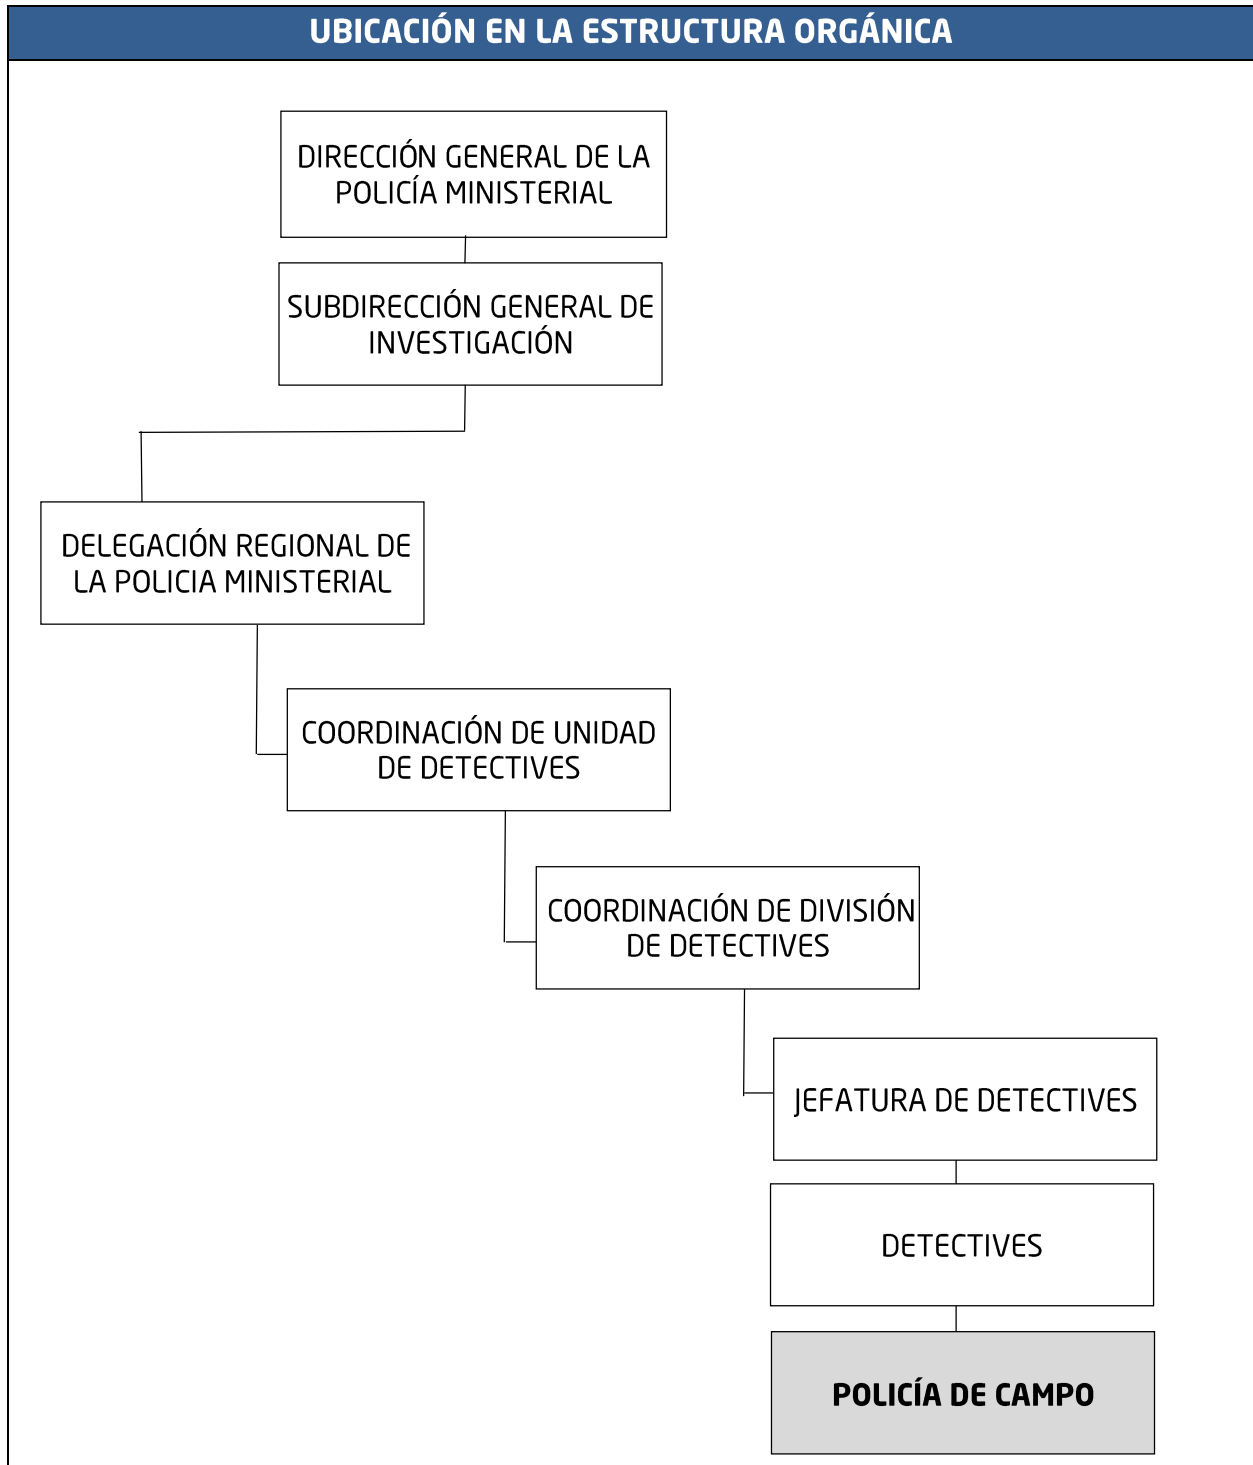 UBICACIÓN EN LA ESTRUCTURA ORGÁNICA
DIRECCIÓN GENERAL DE LA
POLICÍA MINISTERIAL
SUBDIRECCIÓN GENERAL DE
INVESTIGACIÓN
DELEGACIÓN REGIONAL DE
LA POLICIA MINISTERIAL
COORDINACIÓN DE UNIDAD
DE DETECTIVES
COORDINACIÓN DE DIVISIÓN
DE DETECTIVES
JEFATURA DE DETECTIVES
DETECTIVES
POLICÍA DE CAMPO